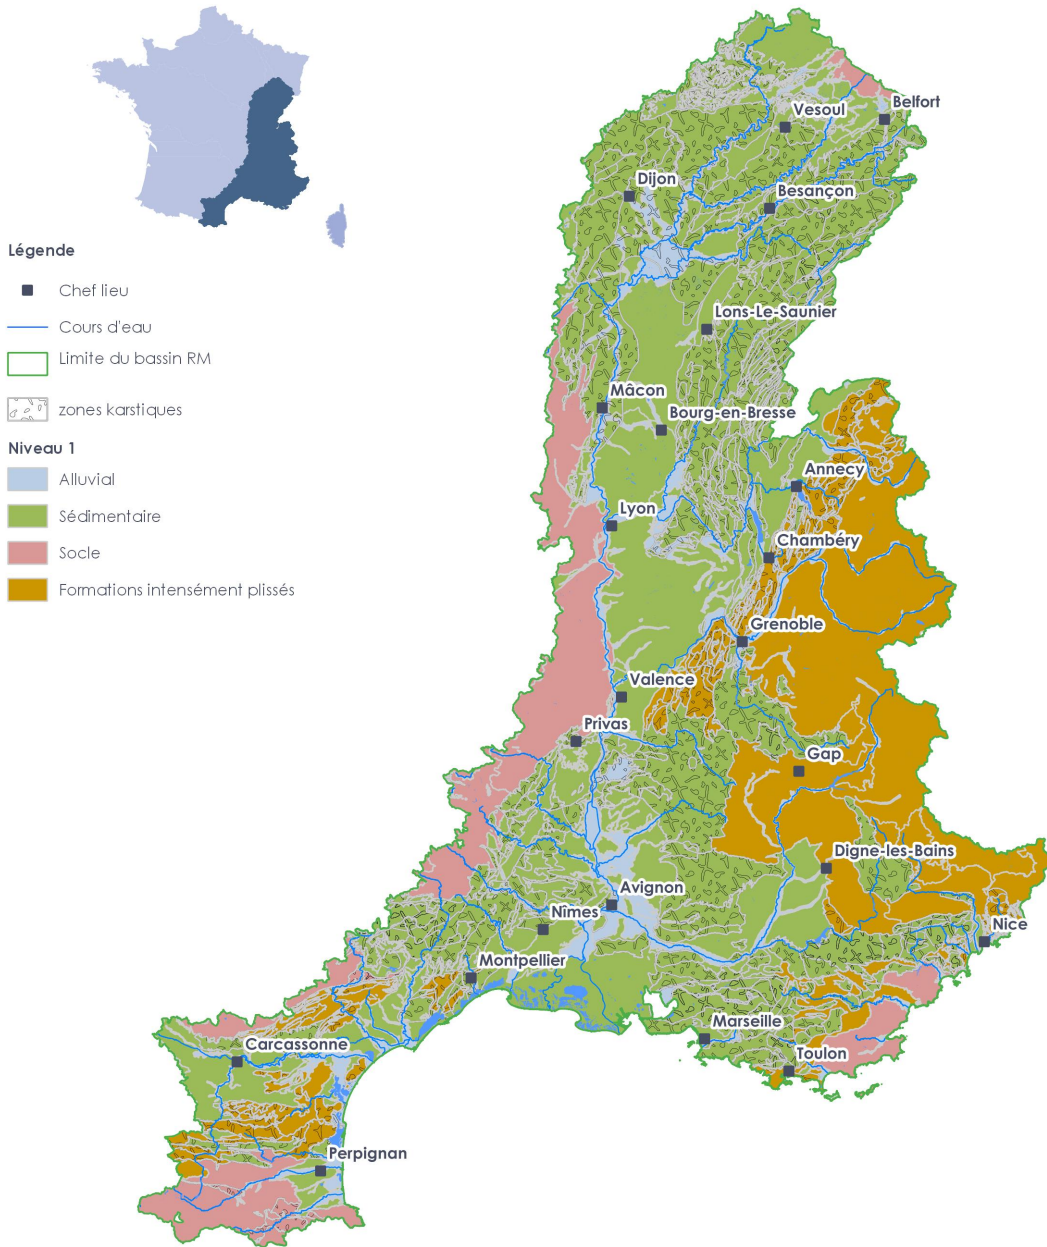 Légende
Chef lieu
Cours d'eau
Limite du bassin RM
zones karstiques
Niveau 1
Alluvial
Sédimentaire
Socle
Formations intensément plissés
Belfort
Vesoul
Dijon
Besançon
Lons-Le-Saunier
Mâcon
Bourg-en-Bresse
Annecy
Lyon
Chambéry
Grenoble
Valence
Privas
Gap
Digne-les-Bains
Avignon
Nîmes
Nice
Montpellier
Marseille
Carcassonne
Toulon
Perpignan